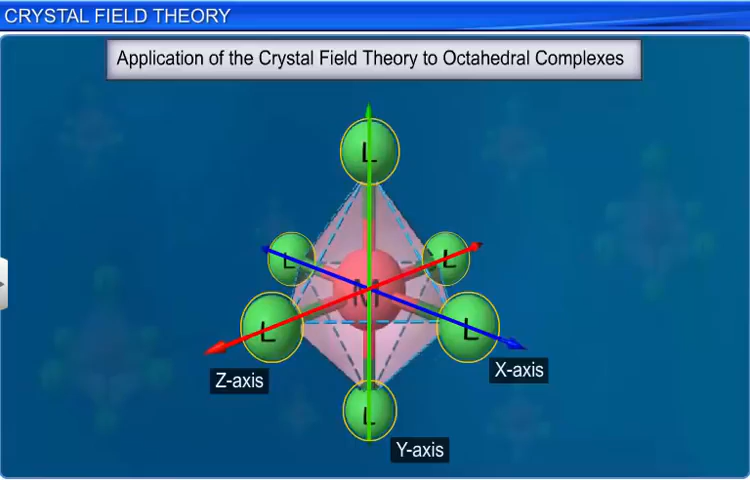 CRYSTAL FIELD THEORY
Application of the Crystal Field Theory to Octahedral Complexes
L
L
L
M
L
L
Z-axis
X-axis
L
Y-axis